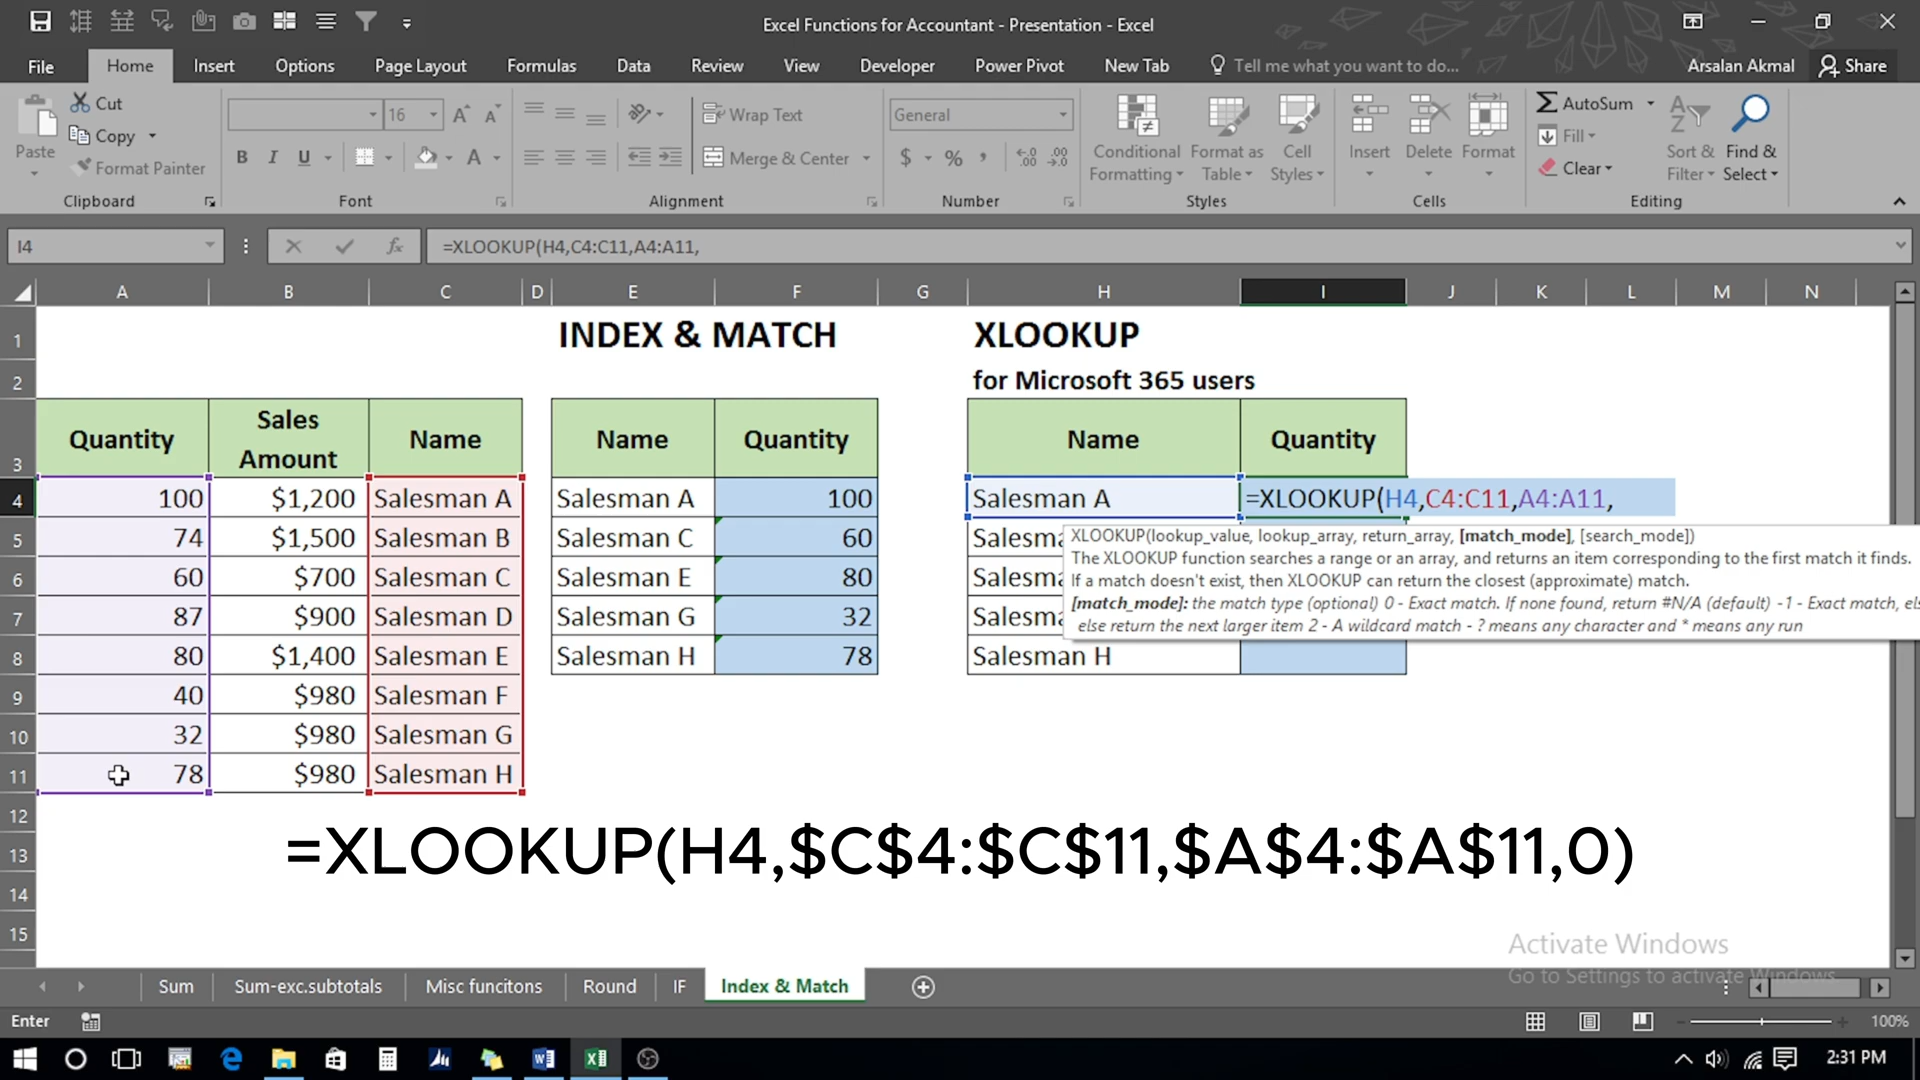 Excel Functions for Accountant - Presentation - Excel
File Home Insert Options Page Layout Formulas Data Review View Developer Power Pivot New Tab Tell me what you want to do... Arsalan Akmal Share
Paste Cut Copy Format Painter Clipboard
16 B I U Font
Wrap Text Merge & Center Alignment
General $ % , Number
Conditional Formatting Format as Table Cell Styles Styles
Insert Delete Format Cells
AutoSum Fill Clear Sort & Filter Find & Select Editing
I4 fx =XLOOKUP(H4,C4:C11,A4:A11,
A B C D E F G H I J K L M N
1 INDEX & MATCH XLOOKUP
2 for Microsoft 365 users
3 Quantity Sales Amount Name Name Quantity Name Quantity
4 100 $1,200 Salesman A Salesman A 100 Salesman A =XLOOKUP(H4,C4:C11,A4:A11,
5 74 $1,500 Salesman B Salesman C 60 Salesma
XLOOKUP(lookup_value, lookup_array, return_array, [match_mode], [search_mode])
The XLOOKUP function searches a range or an array, and returns an item corresponding to the first match it finds.
6 60 $700 Salesman C Salesman E 80 Salesma
If a match doesn't exist, then XLOOKUP can return the closest (approximate) match.
[match_mode]: the match type (optional) 0 - Exact match. If none found, return #N/A (default) -1 - Exact match, els
7 87 $900 Salesman D Salesman G 32 Salesma
else return the next larger item 2 - A wildcard match - ? means any character and * means any run
8 80 $1,400 Salesman E Salesman H 78 Salesman H
9 40 $980 Salesman F
10 32 $980 Salesman G
11 78 $980 Salesman H
12
=XLOOKUP(H4,$C$4:$C$11,$A$4:$A$11,0)
13
14
15
Activate Windows
Go to Settings to activate Windows.
Sum Sum-exc.subtotals Misc funcitons Round IF Index & Match
Enter 100%
2:31 PM